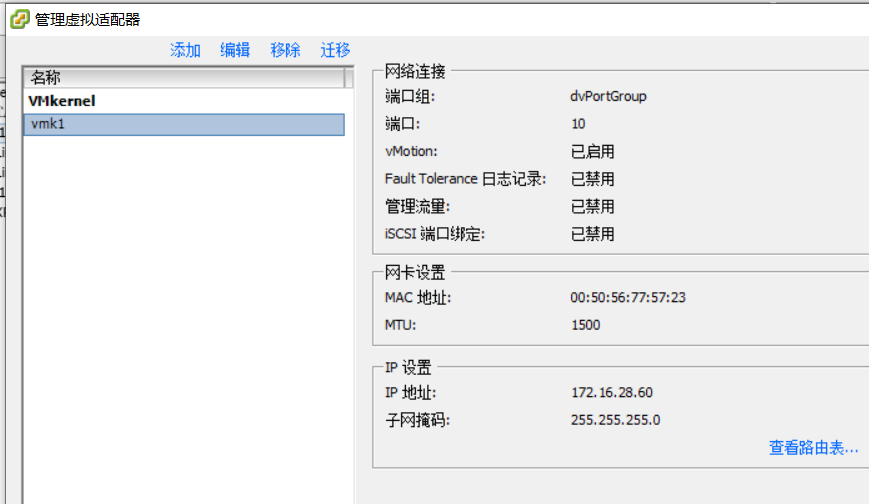 管理虚拟适配器
添加 编辑 移除 迁移
名称
VMkernel
vmk1
网络连接
端口组: dvPortGroup
端口: 10
vMotion: 已启用
Fault Tolerance 日志记录: 已禁用
管理流量: 已禁用
iSCSI 端口绑定: 已禁用
网卡设置
MAC 地址: 00:50:56:77:57:23
MTU: 1500
IP 设置
IP 地址: 172.16.28.60
子网掩码: 255.255.255.0
查看路由表...